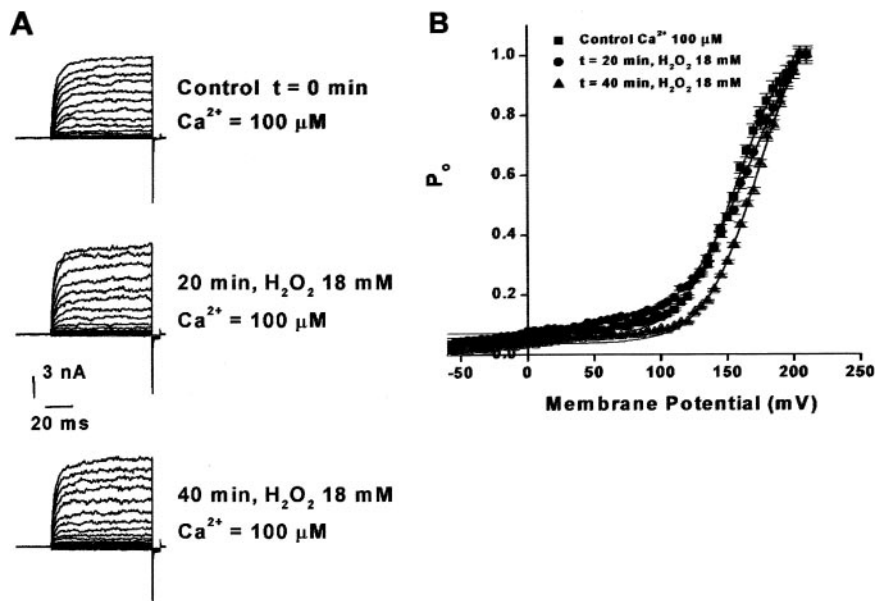 A
Control t = 0 min
Ca²⁺ = 100 µM
20 min, H₂O₂ 18 mM
Ca²⁺ = 100 µM
3 nA
20 ms
40 min, H₂O₂ 18 mM
Ca²⁺ = 100 µM
B
Control Ca²⁺ 100 µM
t = 20 min, H₂O₂ 18 mM
t = 40 min, H₂O₂ 18 mM
1.0
0.8
0.6
0.4
0.2
0.0
Pₒ
-50 0 50 100 150 200 250
Membrane Potential (mV)